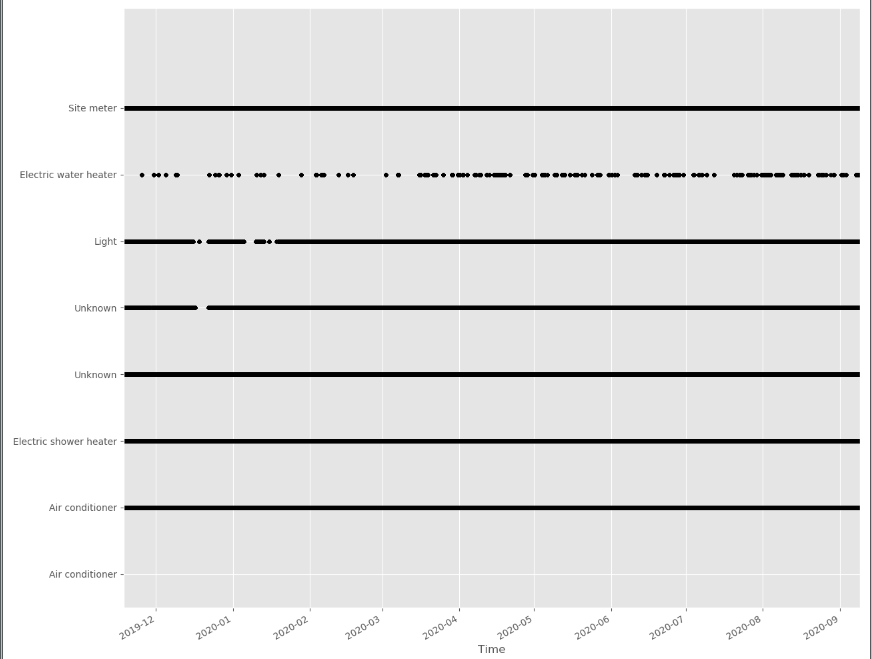 Site meter
Electric water heater
Light
Unknown
Unknown
Electric shower heater
Air conditioner
Air conditioner
2019-12
2020-01
2020-02
2020-03
2020-04
2020-05
2020-06
2020-07
2020-08
2020-09
Time